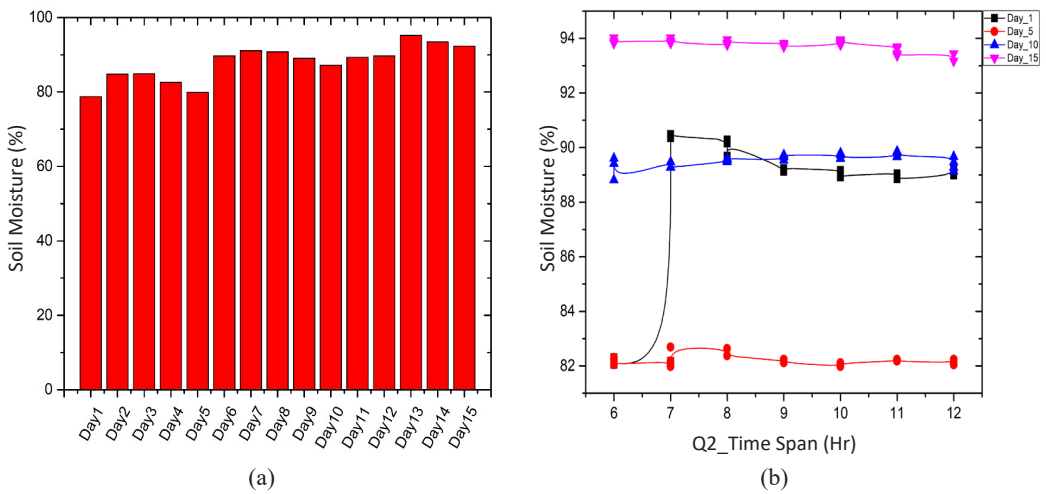 Soil Moisture (%)
100
80
60
40
20
0
Day1
Day2
Day3
Day4
Day5
Day6
Day7
Day8
Day9
Day10
Day11
Day12
Day13
Day14
Day15
(a)
Soil Moisture (%)
94
92
90
88
86
84
82
6
7
8
9
10
11
12
Q2_Time Span (Hr)
Day_1
Day_5
Day_10
Day_15
(b)